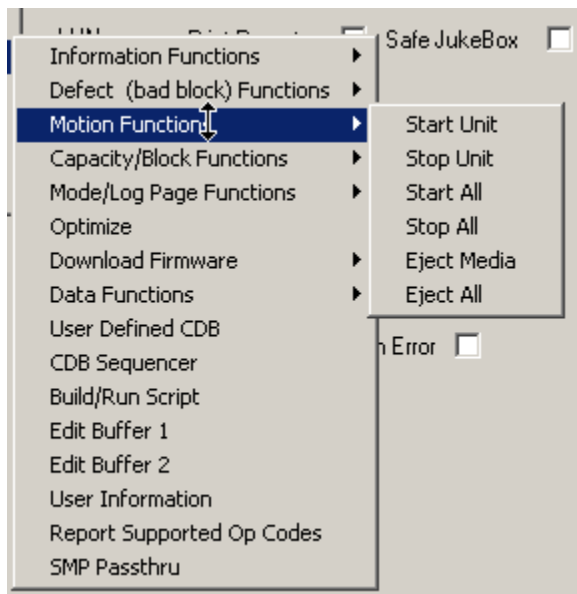 Safe JukeBox
Information Functions
Defect (bad block) Functions
Motion Functions
Start Unit
Capacity/Block Functions
Stop Unit
Mode/Log Page Functions
Start All
Optimize
Stop All
Download Firmware
Eject Media
Data Functions
Eject All
User Defined CDB
Error
CDB Sequencer
Build/Run Script
Edit Buffer 1
Edit Buffer 2
User Information
Report Supported Op Codes
SMP Passthru